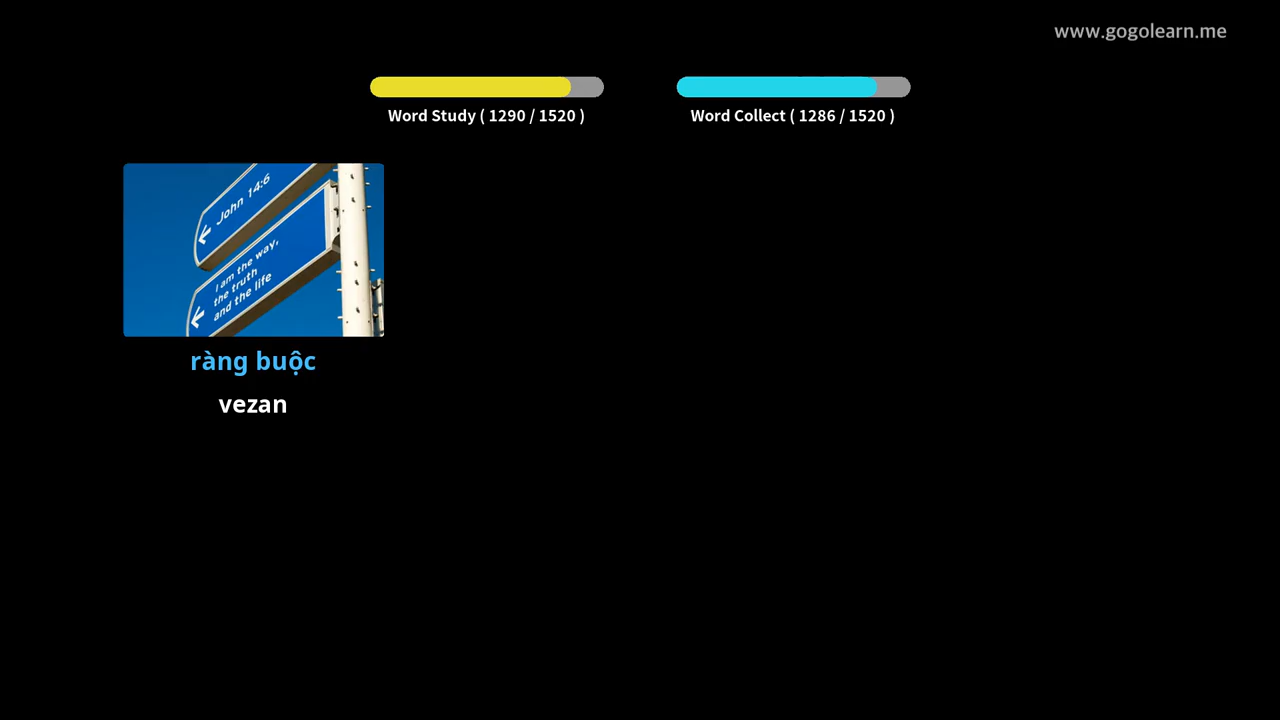 www.gogolearn.me
Word Study ( 1290 / 1520 )
Word Collect ( 1286 / 1520 )
John 14:6
I am the way,
the truth
and the life
ràng buộc
vezan